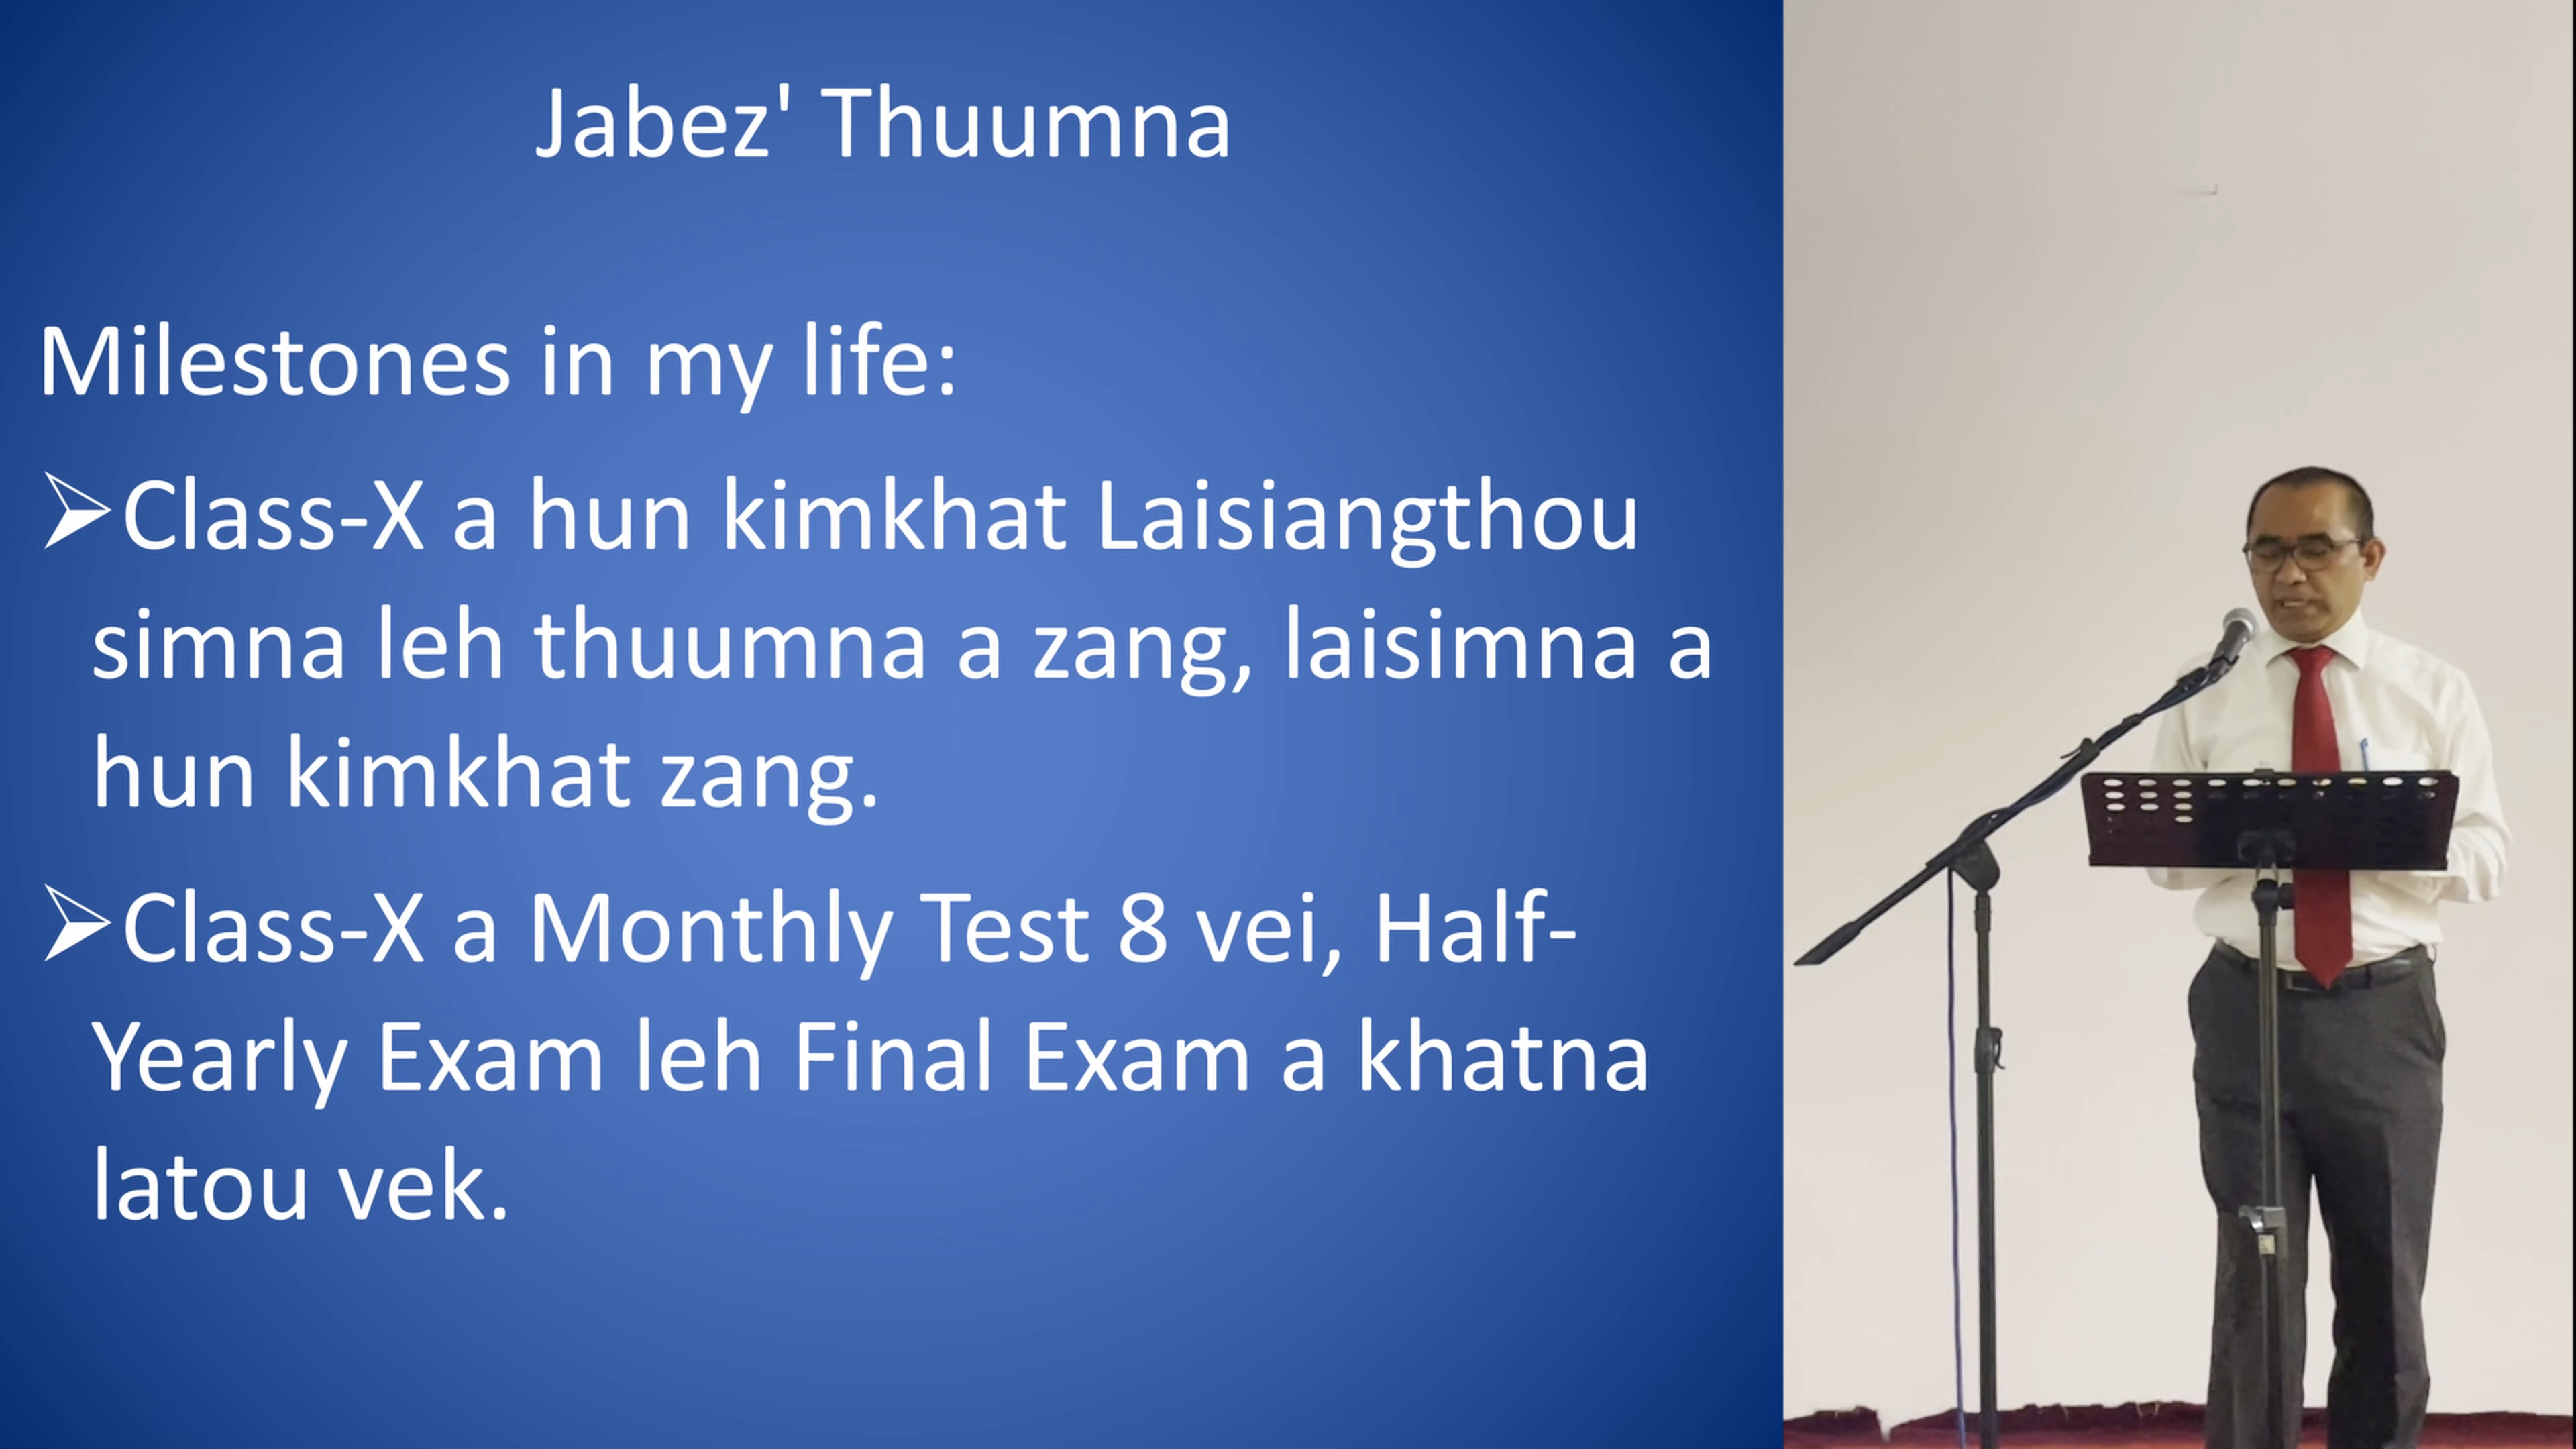 Jabez' Thuumna
Milestones in my life:
➢Class-X a hun kimkhat Laisiangthou
simna leh thuumna a zang, laisimna a
hun kimkhat zang.
➢Class-X a Monthly Test 8 vei, Half-
Yearly Exam leh Final Exam a khatna
latou vek.